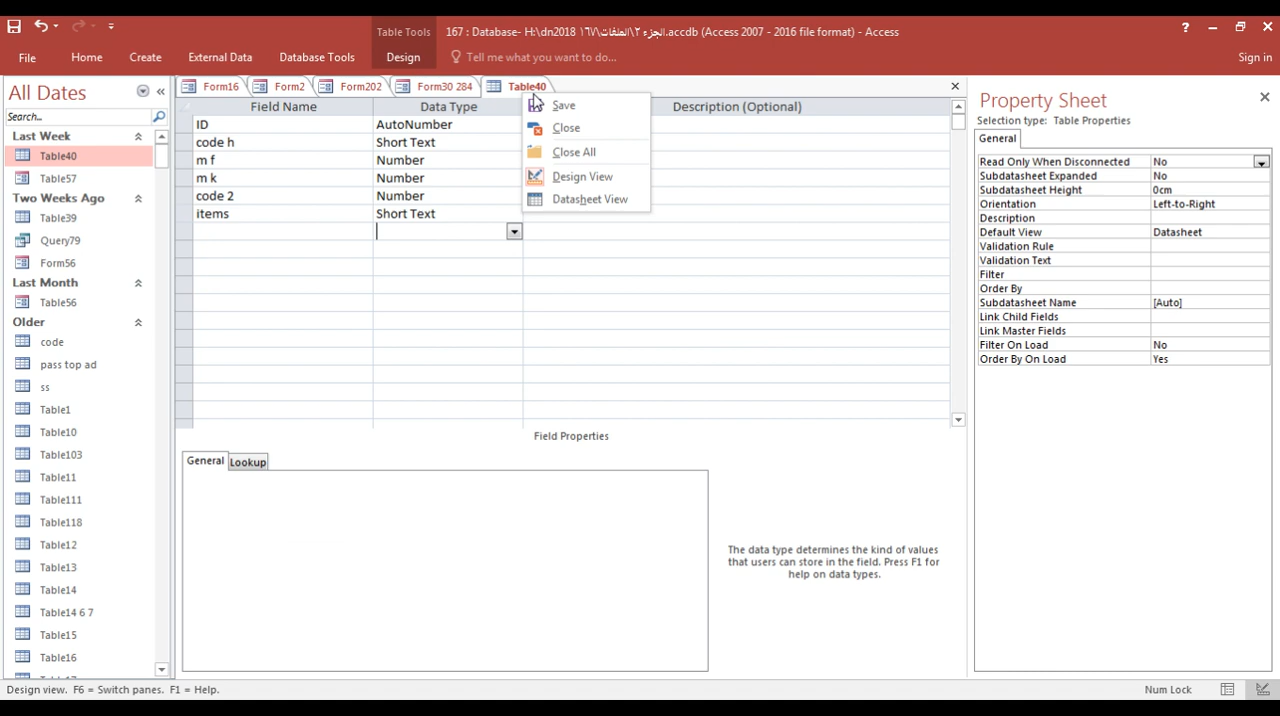 Table Tools
167 : Database- H:\dn2018 الجزء ٢\الملفات\١٦٧.accdb (Access 2007 - 2016 file format) - Access
?
File
Home
Create
External Data
Database Tools
Design
Tell me what you want to do...
Sign in
All Dates
Search...
Last Week
Table40
Table57
Two Weeks Ago
Table39
Query79
Form56
Last Month
Table56
Older
code
pass top ad
ss
Table1
Table10
Table103
Table11
Table111
Table118
Table12
Table13
Table14
Table14 6 7
Table15
Table16
Form16
Form2
Form202
Form30 284
Table40
Field Name
Data Type
Description (Optional)
ID AutoNumber
code h Short Text
m f Number
m k Number
code 2 Number
items Short Text
Save
Close
Close All
Design View
Datasheet View
Field Properties
General
Lookup
The data type determines the kind of values
that users can store in the field. Press F1 for
help on data types.
Property Sheet
Selection type: Table Properties
General
Read Only When Disconnected No
Subdatasheet Expanded No
Subdatasheet Height 0cm
Orientation Left-to-Right
Description
Default View Datasheet
Validation Rule
Validation Text
Filter
Order By
Subdatasheet Name [Auto]
Link Child Fields
Link Master Fields
Filter On Load No
Order By On Load Yes
Design view. F6 = Switch panes. F1 = Help.
Num Lock